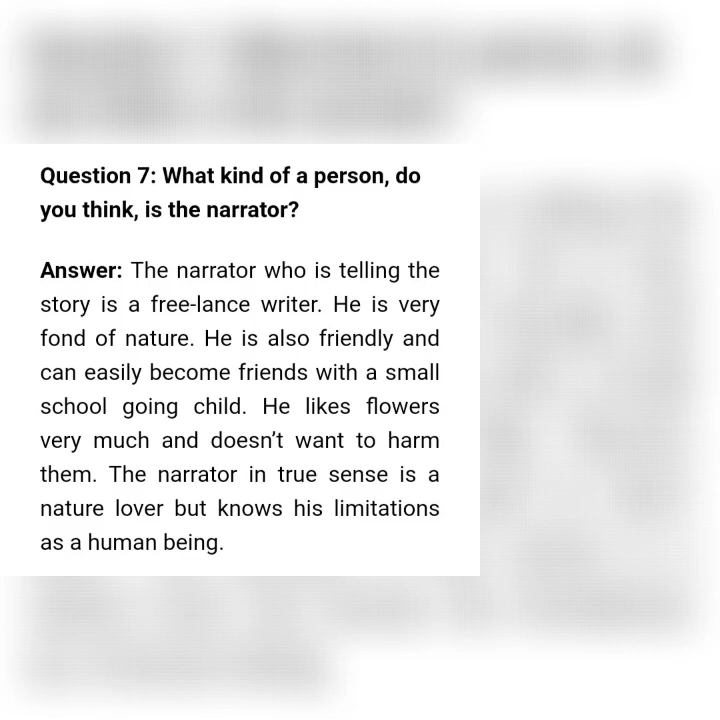 Question 7: What kind of a person, do
you think, is the narrator?
Answer: The narrator who is telling the
story is a free-lance writer. He is very
fond of nature. He is also friendly and
can easily become friends with a small
school going child. He likes flowers
very much and doesn’t want to harm
them. The narrator in true sense is a
nature lover but knows his limitations
as a human being.